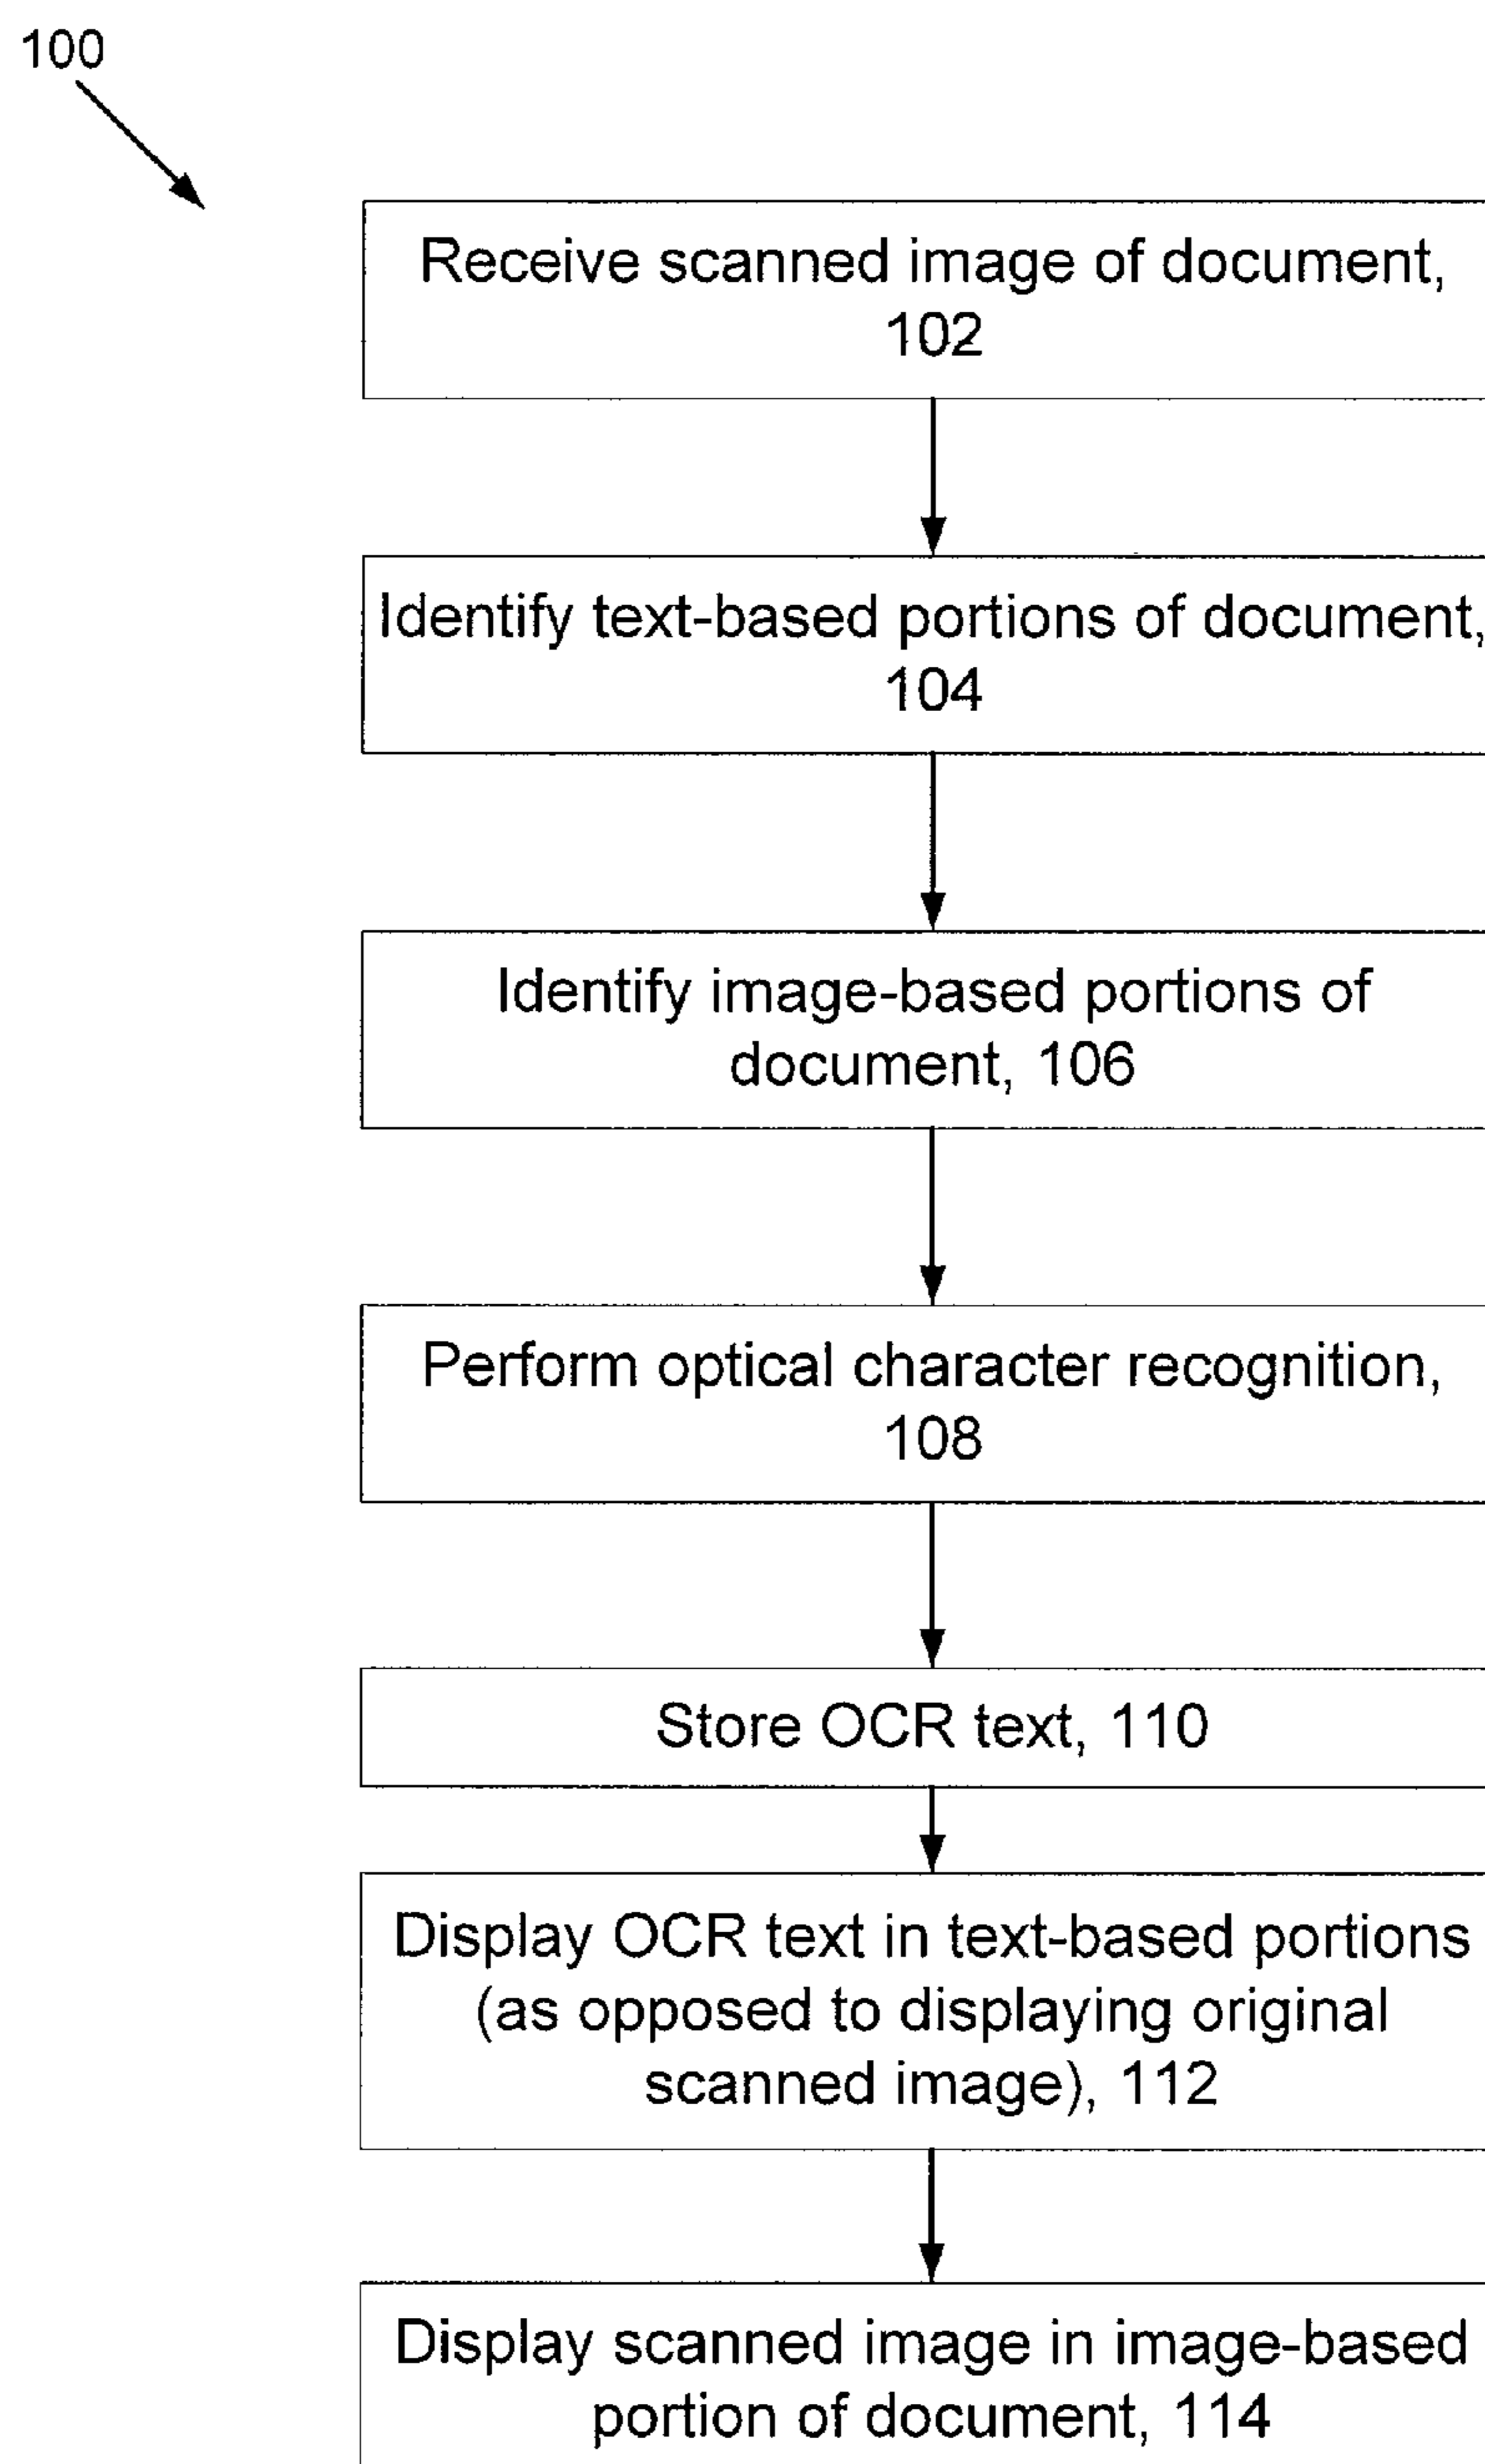 100
Receive scanned image of document,
102
Identify text-based portions of document,
104
Identify image-based portions of
document, 106
Perform optical character recognition,
108
Store OCR text, 110
Display OCR text in text-based portions
(as opposed to displaying original
scanned image), 112
Display scanned image in image-based
portion of document, 114